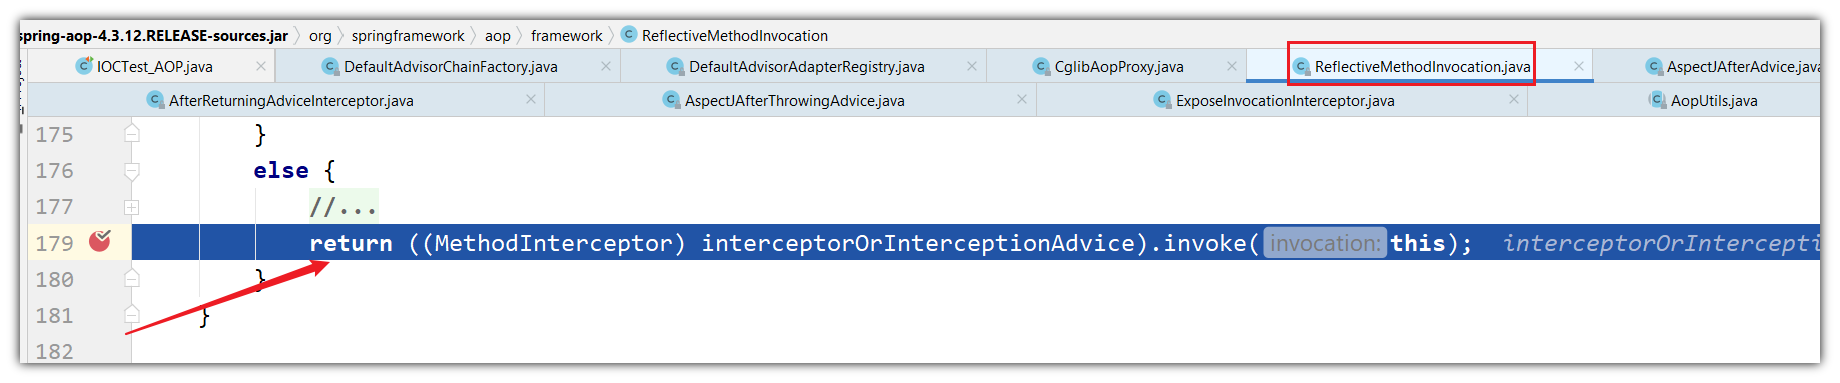 spring-aop-4.3.12.RELEASE-sources.jar 〉 org 〉 springframework 〉 aop 〉 framework 〉 ReflectiveMethodInvocation
IOCTest_AOP.java DefaultAdvisorChainFactory.java DefaultAdvisorAdapterRegistry.java CglibAopProxy.java ReflectiveMethodInvocation.java AspectJAfterAdvice.java
AfterReturningAdviceInterceptor.java AspectJAfterThrowingAdvice.java ExposeInvocationInterceptor.java AopUtils.java
175 }
176 else {
177 //...
179 return ((MethodInterceptor) interceptorOrInterceptionAdvice).invoke( invocation: this); interceptorOrIntercepti
180 }
181 }
182